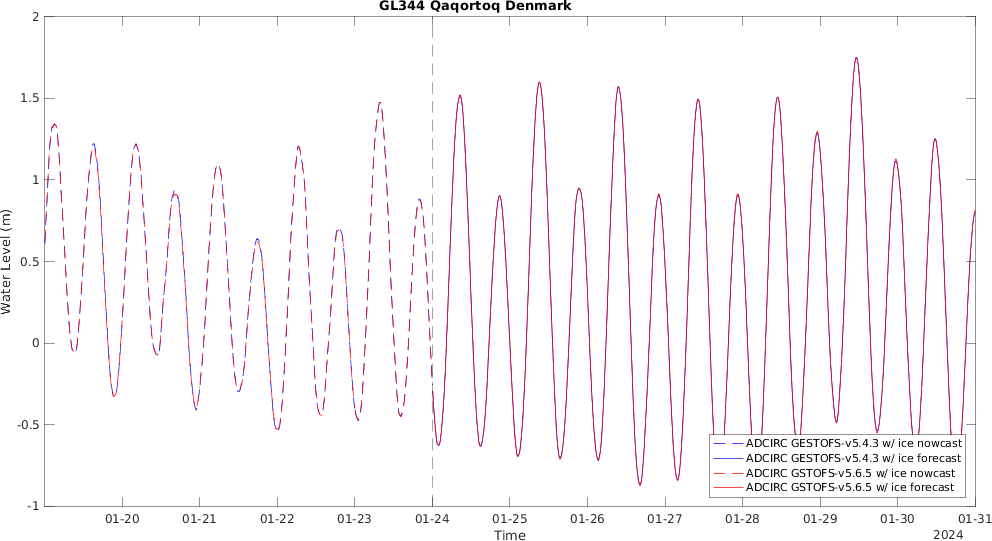 GL344 Qaqortoq Denmark
2
1.5
1
0.5
0
-0.5
-1
Water Level (m)
ADCIRC GESTOFS-v5.4.3 w/ ice nowcast
ADCIRC GESTOFS-v5.4.3 w/ ice forecast
ADCIRC GSTOFS-v5.6.5 w/ ice nowcast
ADCIRC GSTOFS-v5.6.5 w/ ice forecast
01-20 01-21 01-22 01-23 01-24 01-25 01-26 01-27 01-28 01-29 01-30 01-31
Time
2024